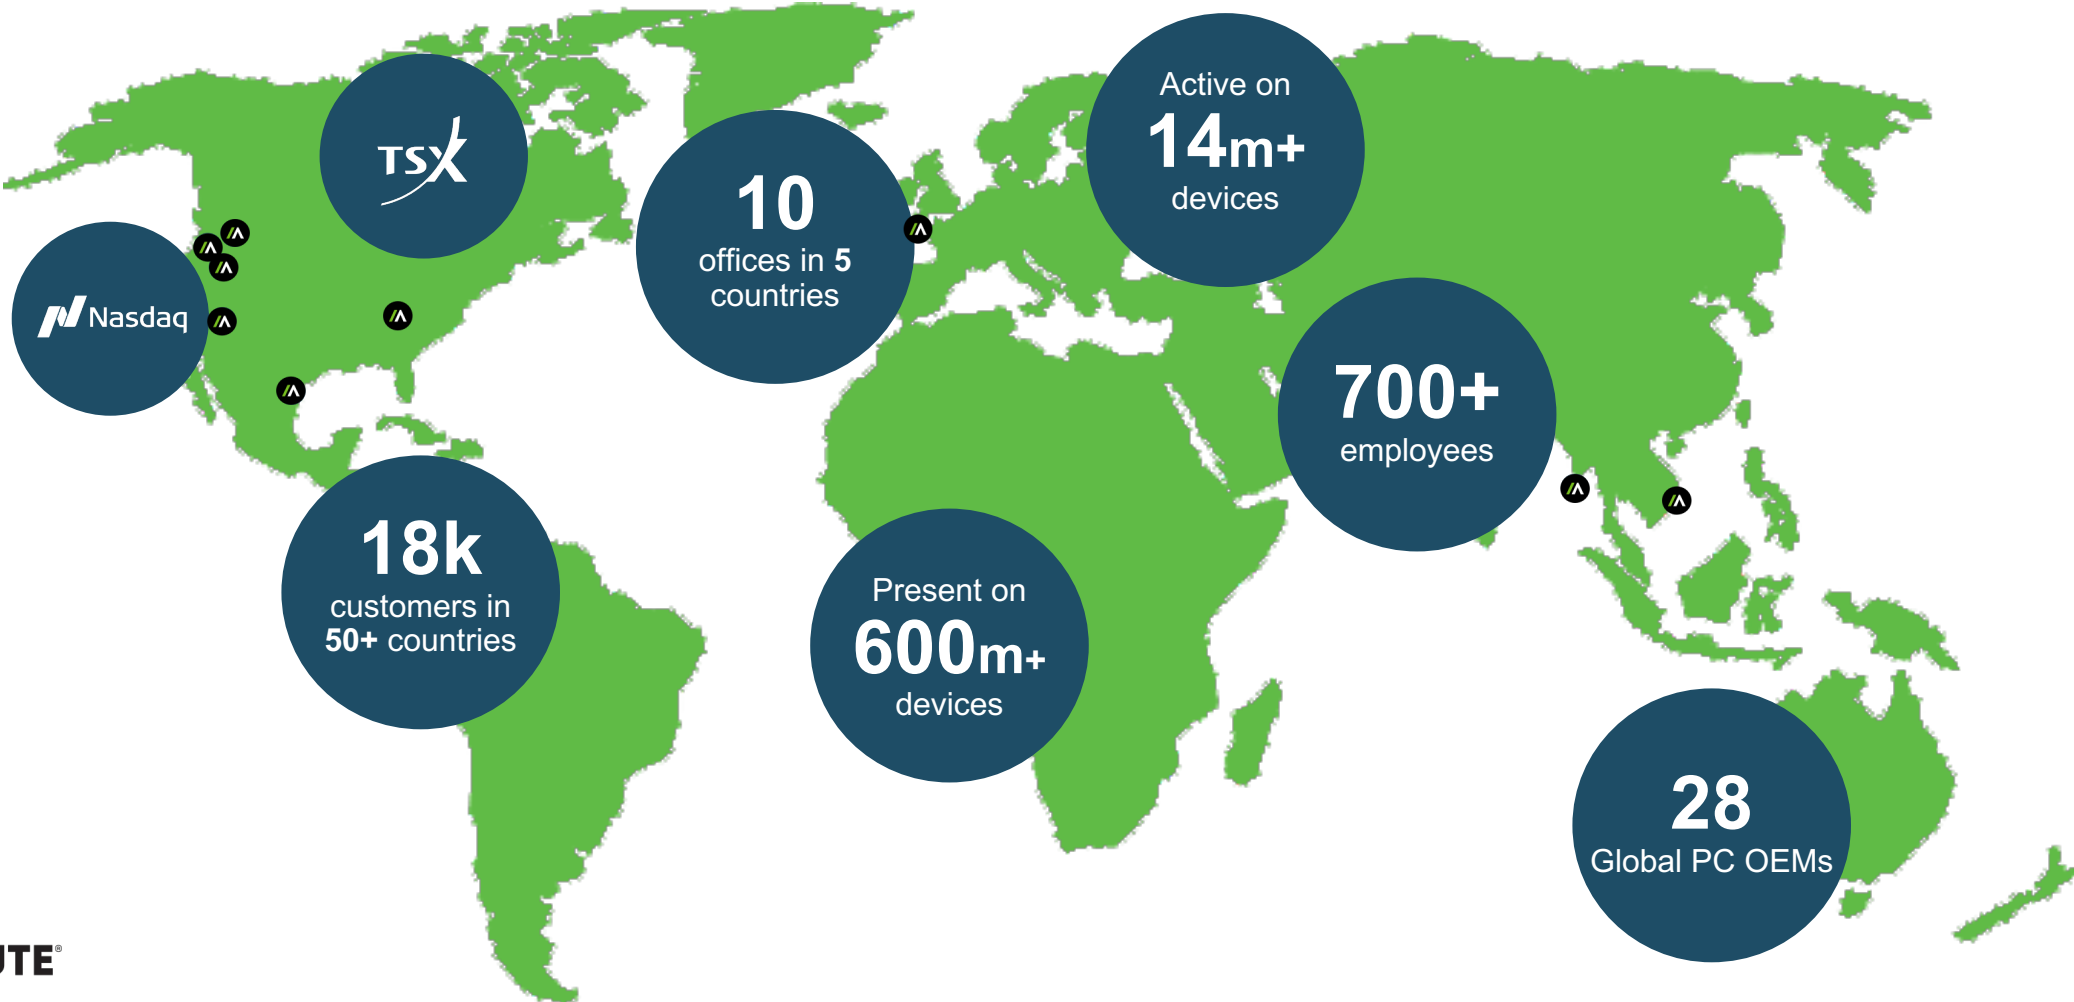 TSX
Nasdaq
10
offices in 5
countries
Active on
14m+
devices
700+
employees
18k
customers in
50+ countries
Present on
600m+
devices
28
Global PC OEMs
UTE®